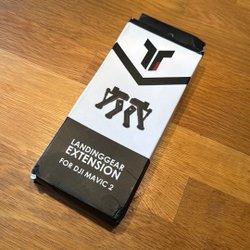 LANDINGGEAR
EXTENSION
FOR DJI MAVIC 2